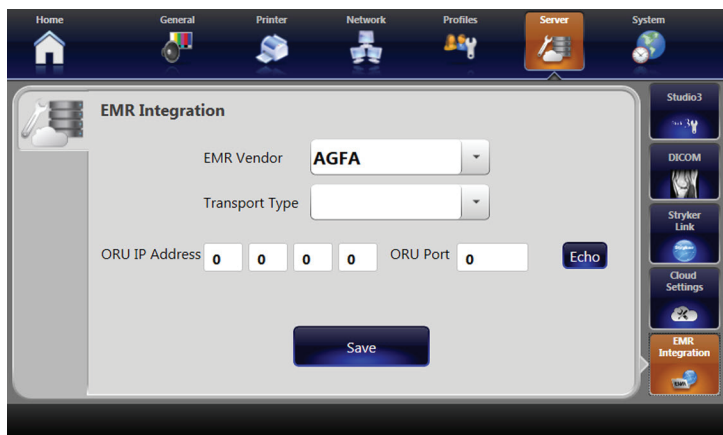 Home General Printer Network Profiles Server System
EMR Integration
EMR Vendor AGFA
Transport Type
ORU IP Address 0 0 0 0 ORU Port 0 Echo
Save
Studio3
DICOM
Stryker
Link
Cloud
Settings
EMR
Integration
EMR